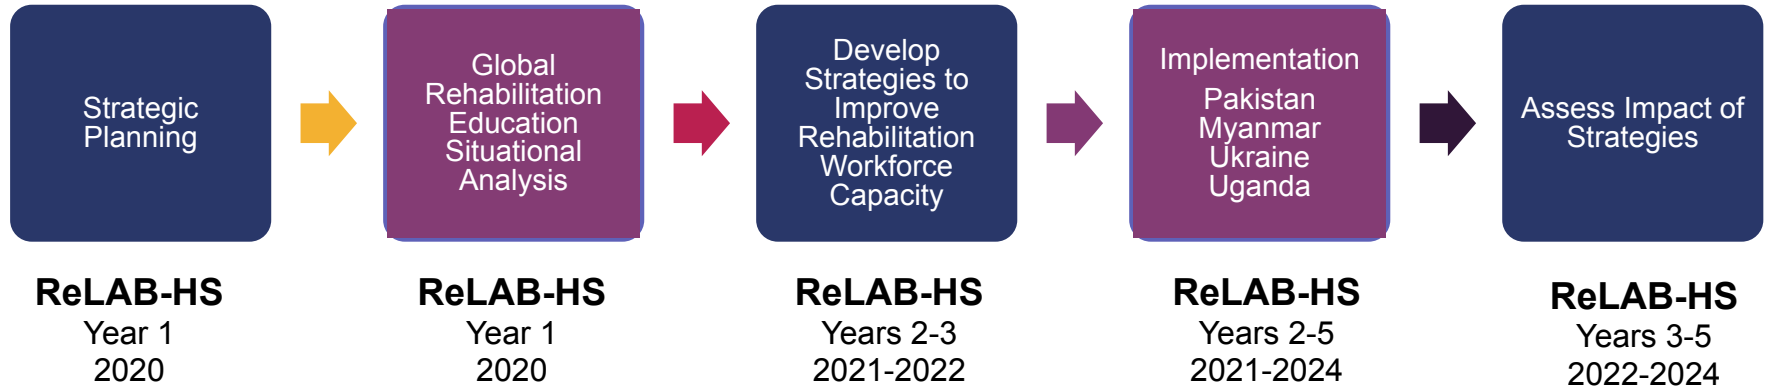 Strategic
Planning
Global
Rehabilitation
Education
Situational
Analysis
Develop
Strategies to
Improve
Rehabilitation
Workforce
Capacity
Implementation
Pakistan
Myanmar
Ukraine
Uganda
Assess Impact of
Strategies
ReLAB-HS
Year 1
2020
ReLAB-HS
Year 1
2020
ReLAB-HS
Years 2-3
2021-2022
ReLAB-HS
Years 2-5
2021-2024
ReLAB-HS
Years 3-5
2022-2024